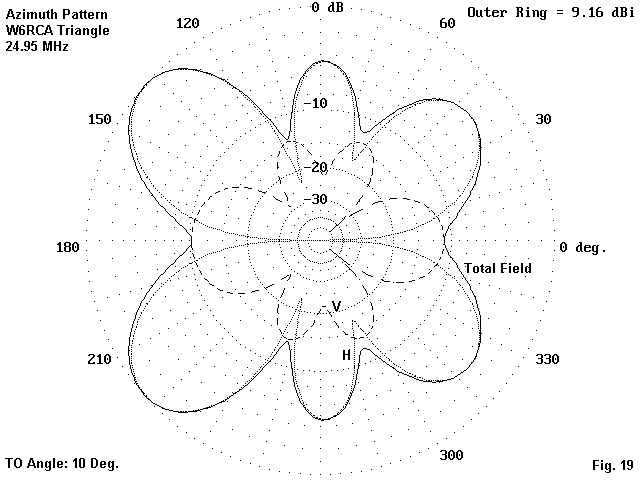 Azimuth Pattern
W6RCA Triangle
24.95 MHz
0 dB
Outer Ring = 9.16 dBi
120
60
-10
150
30
-20
-30
180
0 deg.
Total Field
V
H
210
330
300
TO Angle: 10 Deg.
Fig. 19